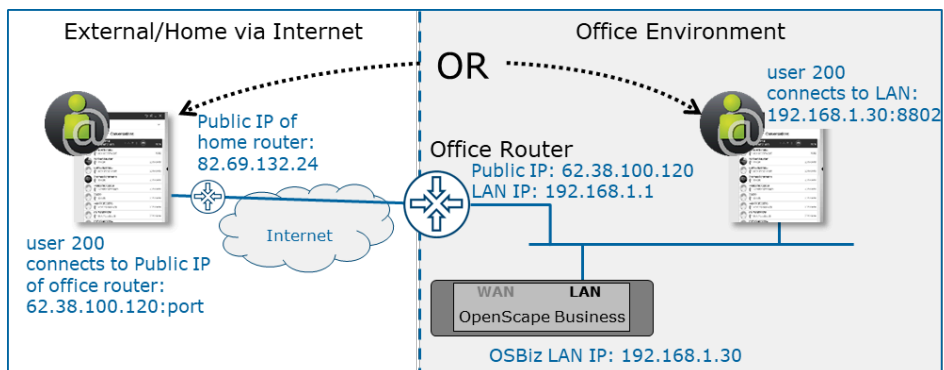 External/Home via Internet
Office Environment
OR
user 200
connects to LAN:
192.168.1.30:8802
@
@
Public IP of
home router:
82.69.132.24
Office Router
Public IP: 62.38.100.120
LAN IP: 192.168.1.1
Internet
user 200
connects to Public IP
of office router:
62.38.100.120:port
WAN LAN
OpenScape Business
OSBiz LAN IP: 192.168.1.30